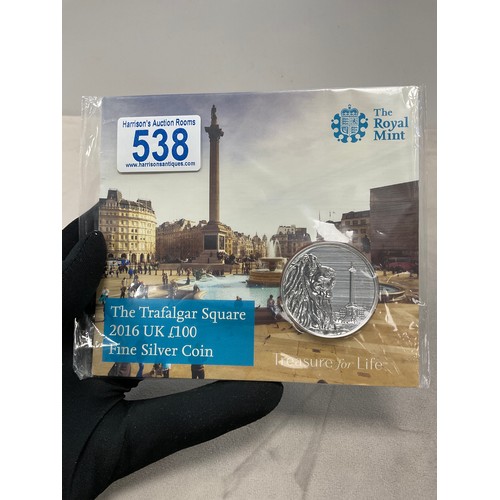 Harrison's Auction Rooms
538
www.harrisonsantiques.com
The
Royal
Mint
The Trafalgar Square
2016 UK £100
Fine Silver Coin
Treasure for Life